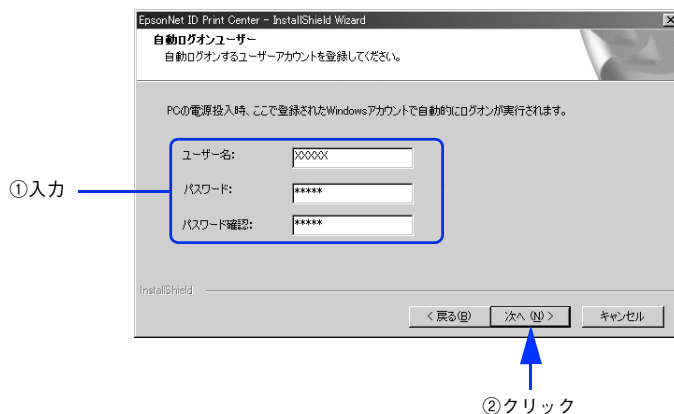 EpsonNet ID Print Center - InstallShield Wizard
自動ログオンユーザー
自動ログオンするユーザーアカウントを登録してください。
PCの電源投入時、ここで登録されたWindowsアカウントで自動的にログオンが実行されます。
ユーザー名: XXXXX
①入力
パスワード: *****
パスワード確認: *****
InstallShield
< 戻る(B) 次へ (N) > キャンセル
②クリック